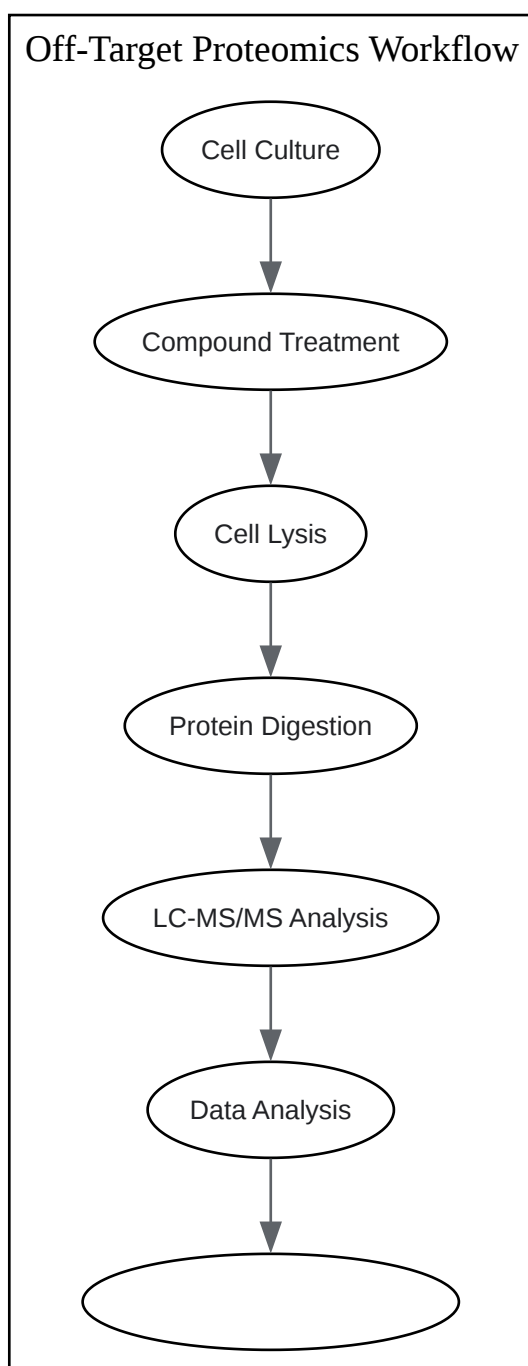 Off-Target Proteomics Workflow
Cell Culture
Compound Treatment
Cell Lysis
Protein Digestion
LC-MS/MS Analysis
Data Analysis